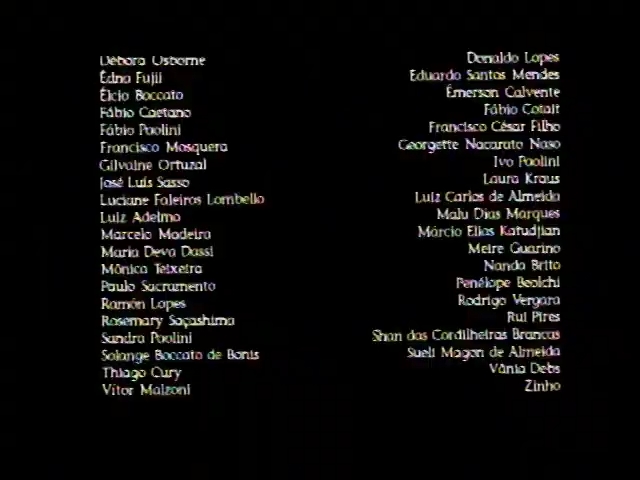 Débora Osborne
Édna Fujii
Élcio Boccato
Fábio Caetano
Fábio Paolini
Francisco Mosquera
Gilvaine Ortuzal
José Luís Sasso
Luciane Faleiros Lombello
Luiz Adelmo
Marcelo Madeira
Maria Deva Dassi
Mônica Teixeira
Paulo Sacramento
Ramón Lopes
Rosemary Saçashima
Sandra Paolini
Solange Boccato de Bonis
Thiago Cury
Vítor Malzoni
Donaldo Lopes
Eduardo Santos Mendes
Émerson Calvente
Fábio Cotait
Francisco César Filho
Georgette Nacarato Naso
Ivo Paolini
Laura Kraus
Luiz Carlos de Almeida
Malu Dias Marques
Márcio Elias Katudjian
Meire Guarino
Nanda Brito
Penélope Beolchi
Rodrigo Vergara
Rui Pires
Shan das Cordilheiras Brancas
Sueli Magon de Almeida
Vânia Debs
Zinho